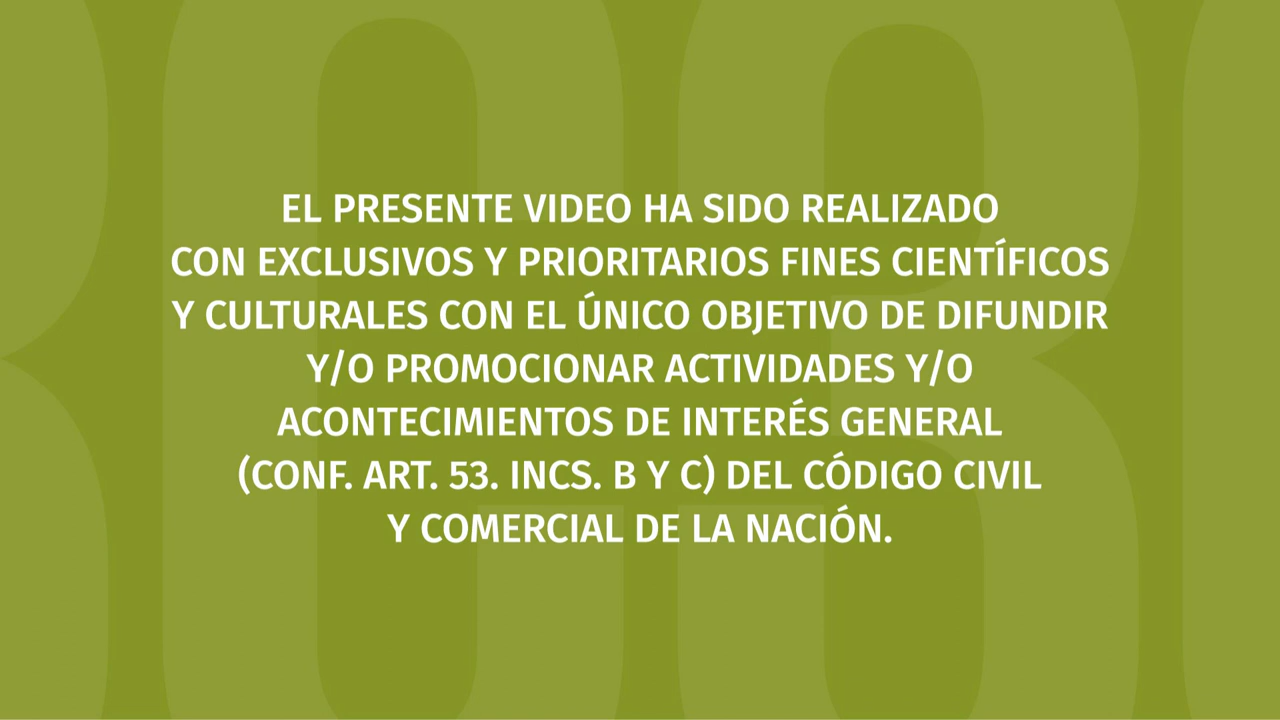 EL PRESENTE VIDEO HA SIDO REALIZADO
CON EXCLUSIVOS Y PRIORITARIOS FINES CIENTÍFICOS
Y CULTURALES CON EL ÚNICO OBJETIVO DE DIFUNDIR
Y/O PROMOCIONAR ACTIVIDADES Y/O
ACONTECIMIENTOS DE INTERÉS GENERAL
(CONF. ART. 53. INCS. B Y C) DEL CÓDIGO CIVIL
Y COMERCIAL DE LA NACIÓN.